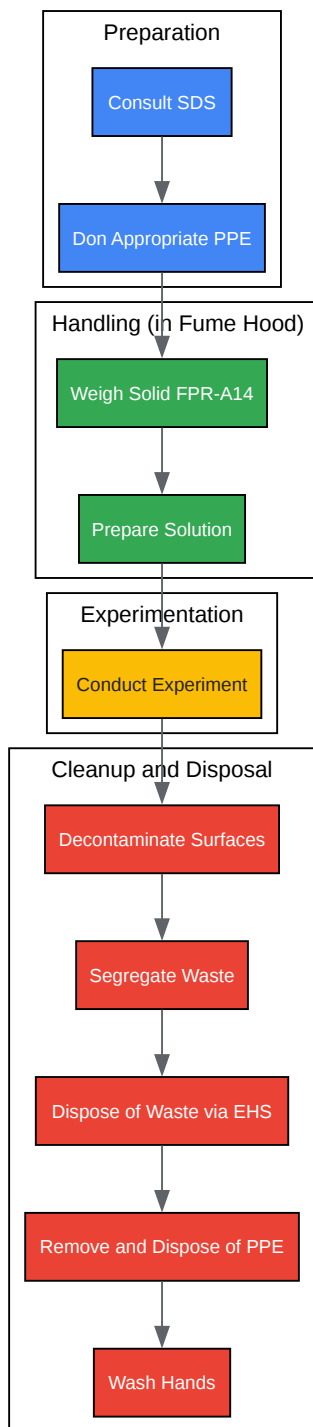 Preparation
Consult SDS
Don Appropriate PPE
Handling (in Fume Hood)
Weigh Solid FPR-A14
Prepare Solution
Experimentation
Conduct Experiment
Cleanup and Disposal
Decontaminate Surfaces
Segregate Waste
Dispose of Waste via EHS
Remove and Dispose of PPE
Wash Hands